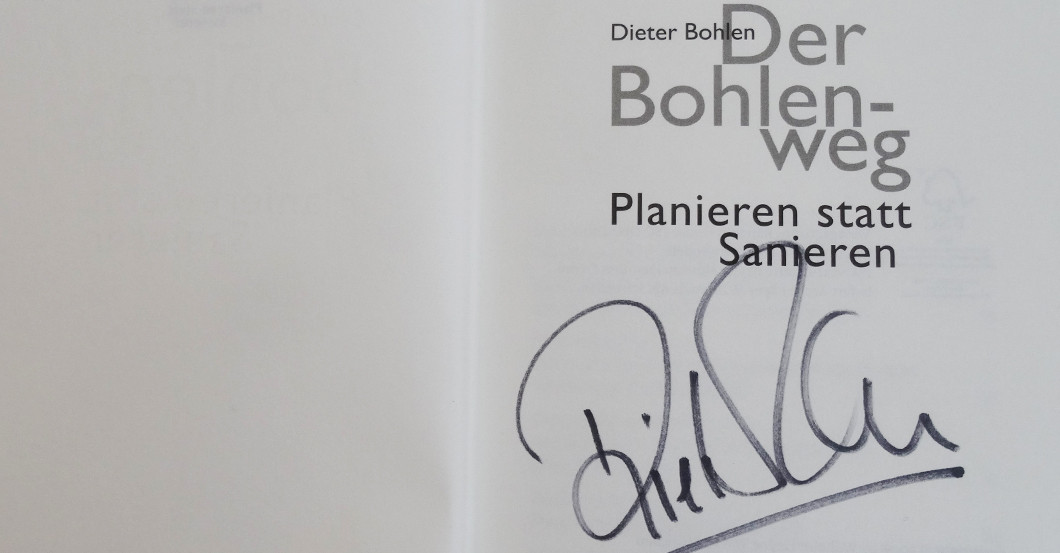 Dieter Bohlen
Der
Bohlen-
weg
Planieren statt
Sanieren